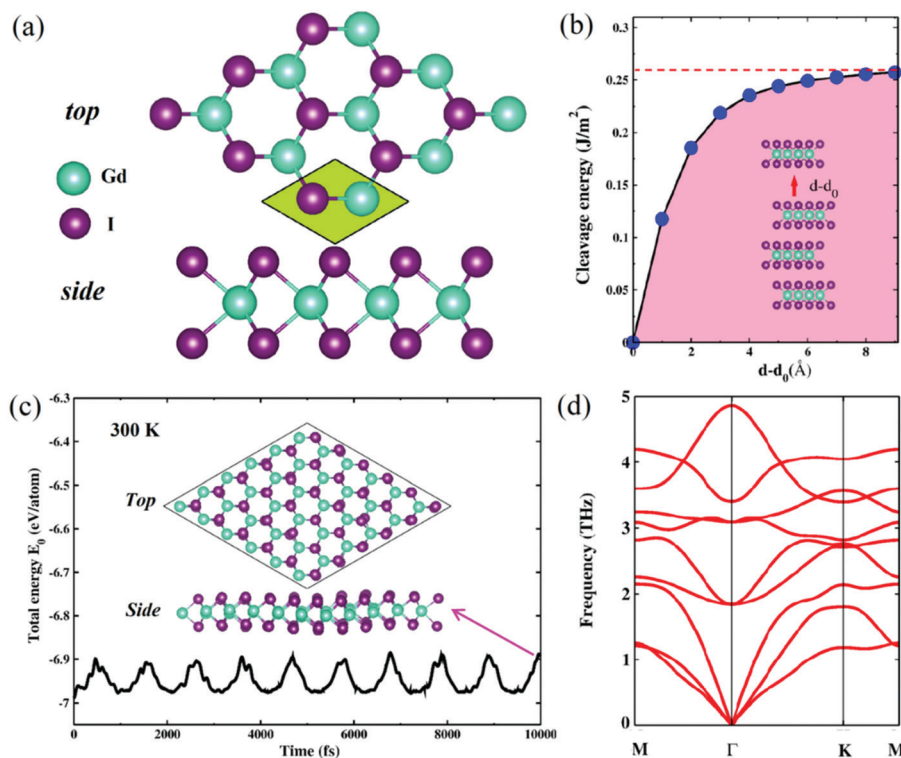 (a)
top
Gd
I
side
(b)
Cleavage energy (J/m²)
0.25
0.2
0.15
0.1
0.05
0
0 2 4 6 8
d-d₀(Å)
d-d₀
(c)
Total energy E₀ (eV/atom)
-6.3
-6.4
-6.5
-6.6
-6.7
-6.8
-6.9
-7
300 K
Top
Side
0 2000 4000 6000 8000 10000
Time (fs)
(d)
Frequency (THz)
5
4
3
2
1
0
M Γ K M